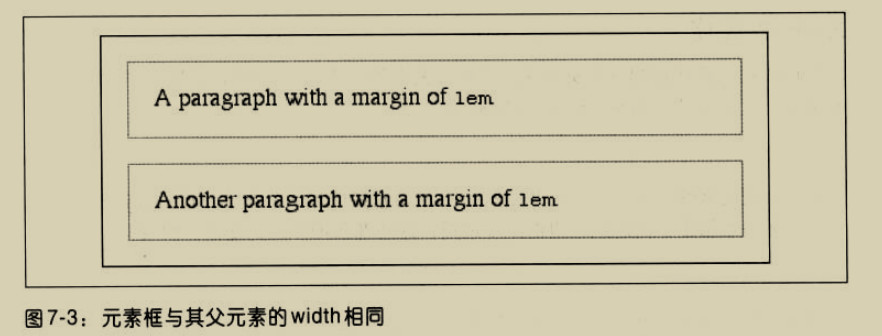 A paragraph with a margin of 1em
Another paragraph with a margin of 1em
图7-3：元素框与其父元素的width相同